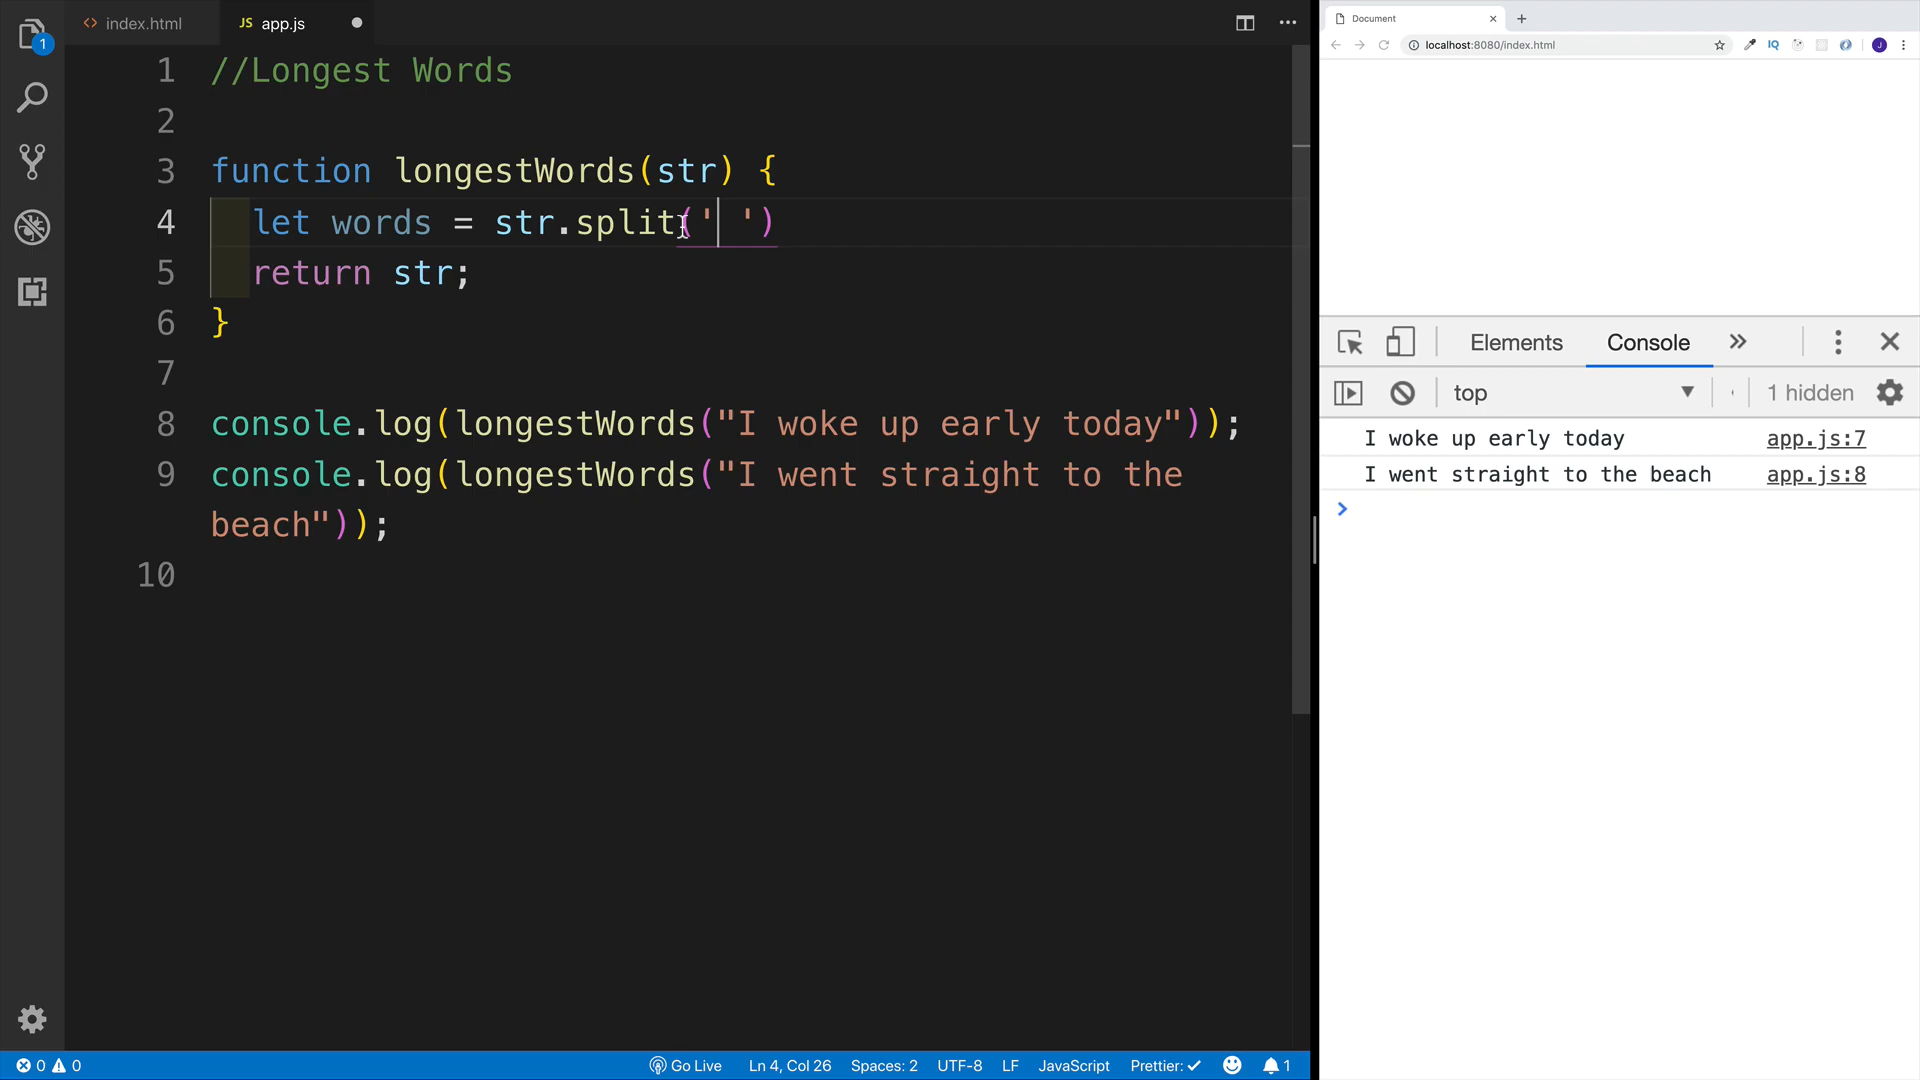 index.html
JS app.js
1 //Longest Words
2
3 function longestWords(str) {
4 let words = str.split(' ')
5 return str;
6 }
7
8 console.log(longestWords("I woke up early today"));
9 console.log(longestWords("I went straight to the
beach"));
10
1
0 0
Go Live Ln 4, Col 26 Spaces: 2 UTF-8 LF JavaScript Prettier: 1
Document
localhost:8080/index.html
IQ
J
Elements Console
top 1 hidden
I woke up early today app.js:7
I went straight to the beach app.js:8